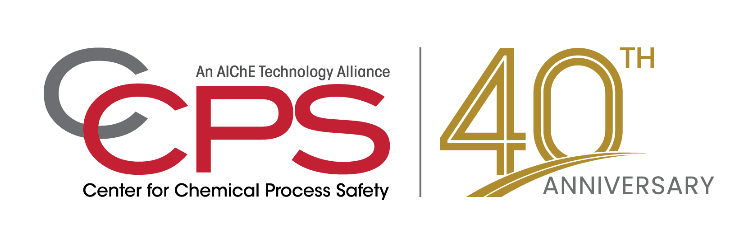 An AIChE Technology Alliance
CCPS
Center for Chemical Process Safety
40TH
ANNIVERSARY